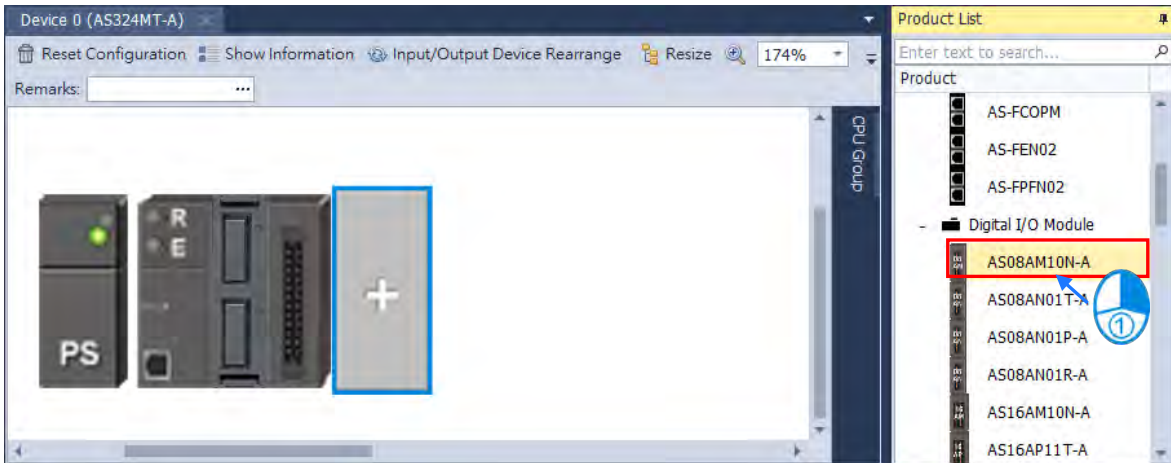 Device 0 (AS324MT-A)
Reset Configuration Show Information Input/Output Device Rearrange Resize 174%
Remarks: ...
CPU Group
R
E
PS
+
Product List
Enter text to search...
Product
AS-FCOPM
AS-FEN02
AS-FPFN02
- Digital I/O Module
AS08AM10N-A
AS08AN01T-A
AS08AN01P-A
AS08AN01R-A
AS16AM10N-A
AS16AP11T-A
1